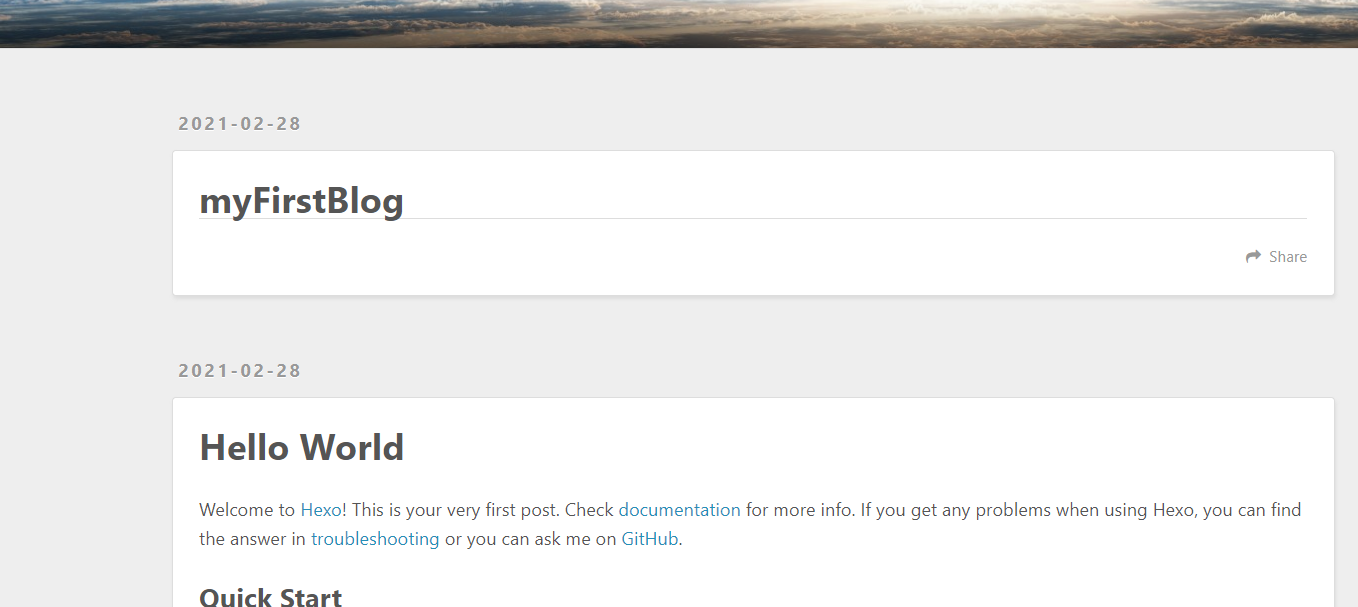 2021-02-28
myFirstBlog
Share
2021-02-28
Hello World
Welcome to Hexo! This is your very first post. Check documentation for more info. If you get any problems when using Hexo, you can find
the answer in troubleshooting or you can ask me on GitHub.
Quick Start